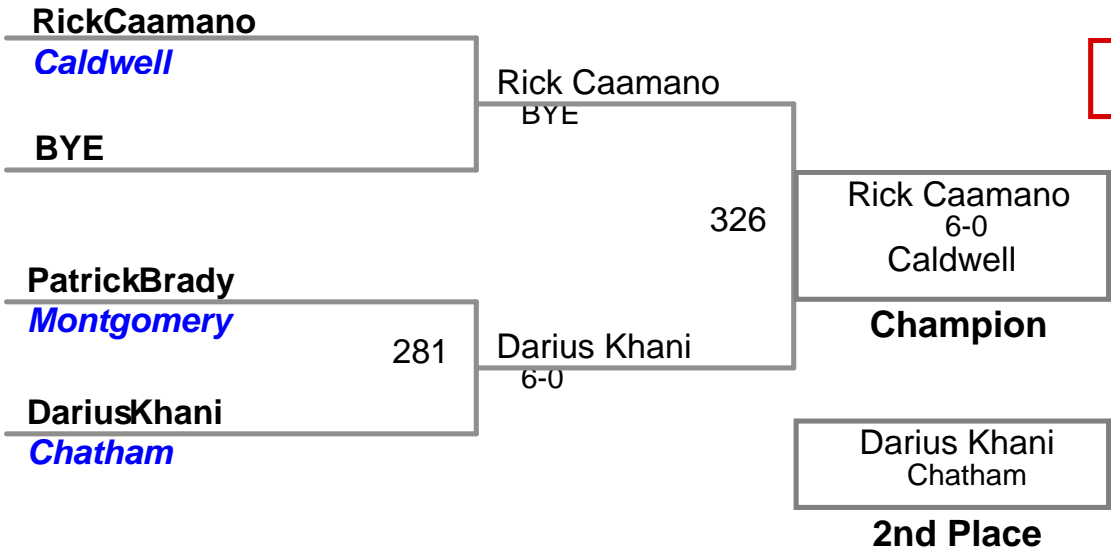 RickCaamano
Caldwell
BYE
PatrickBrady
Montgomery
DariusKhani
Chatham
281
Rick Caamano
BYE
Darius Khani
6-0
326
Rick Caamano
6-0
Caldwell
Champion
Darius Khani
Chatham
2nd Place